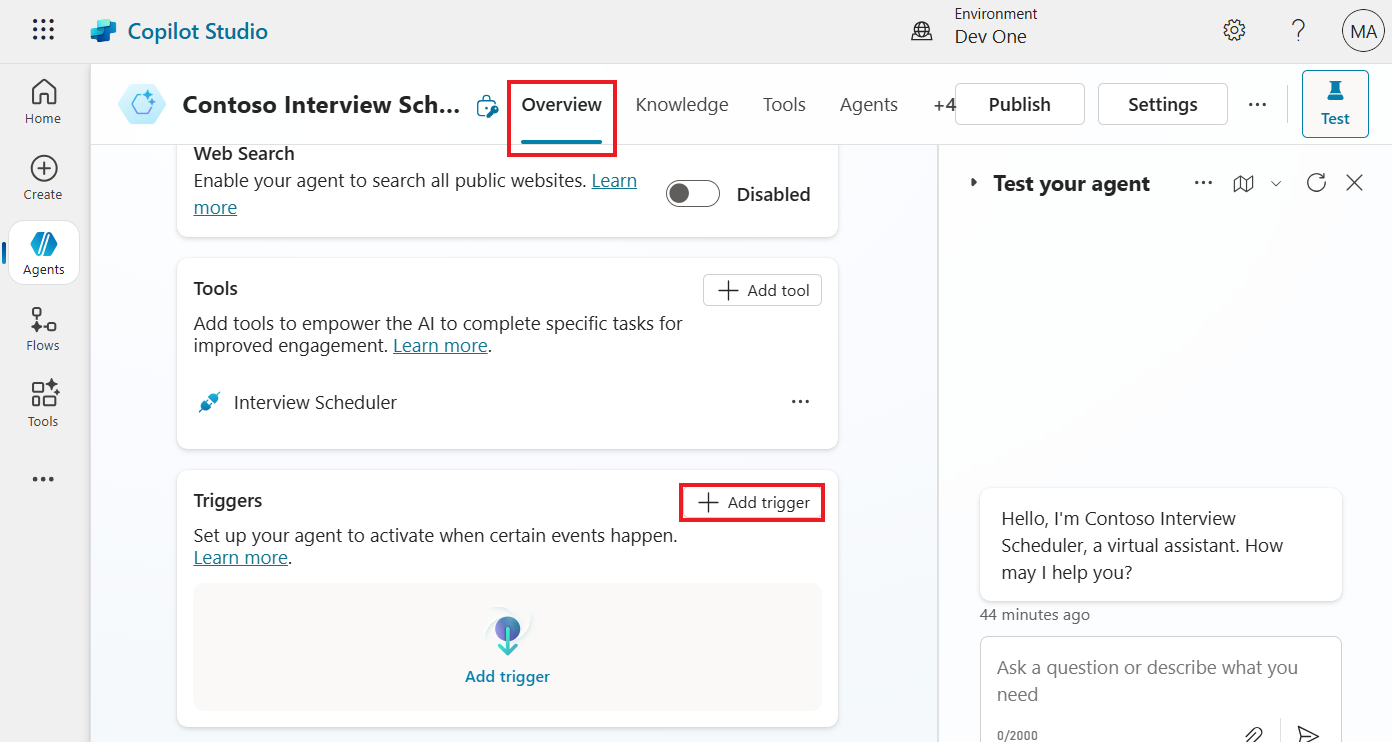 Copilot Studio
Environment
Dev One
MA
Home
Create
Agents
Flows
Tools
Contoso Interview Sch...
Overview
Knowledge
Tools
Agents
+4
Publish
Settings
Test
Web Search
Enable your agent to search all public websites. Learn
more
Disabled
Tools
Add tool
Add tools to empower the AI to complete specific tasks for
improved engagement. Learn more.
Interview Scheduler
Triggers
Add trigger
Set up your agent to activate when certain events happen.
Learn more.
Add trigger
Test your agent
Hello, I'm Contoso Interview
Scheduler, a virtual assistant. How
may I help you?
44 minutes ago
Ask a question or describe what you
need
0/2000